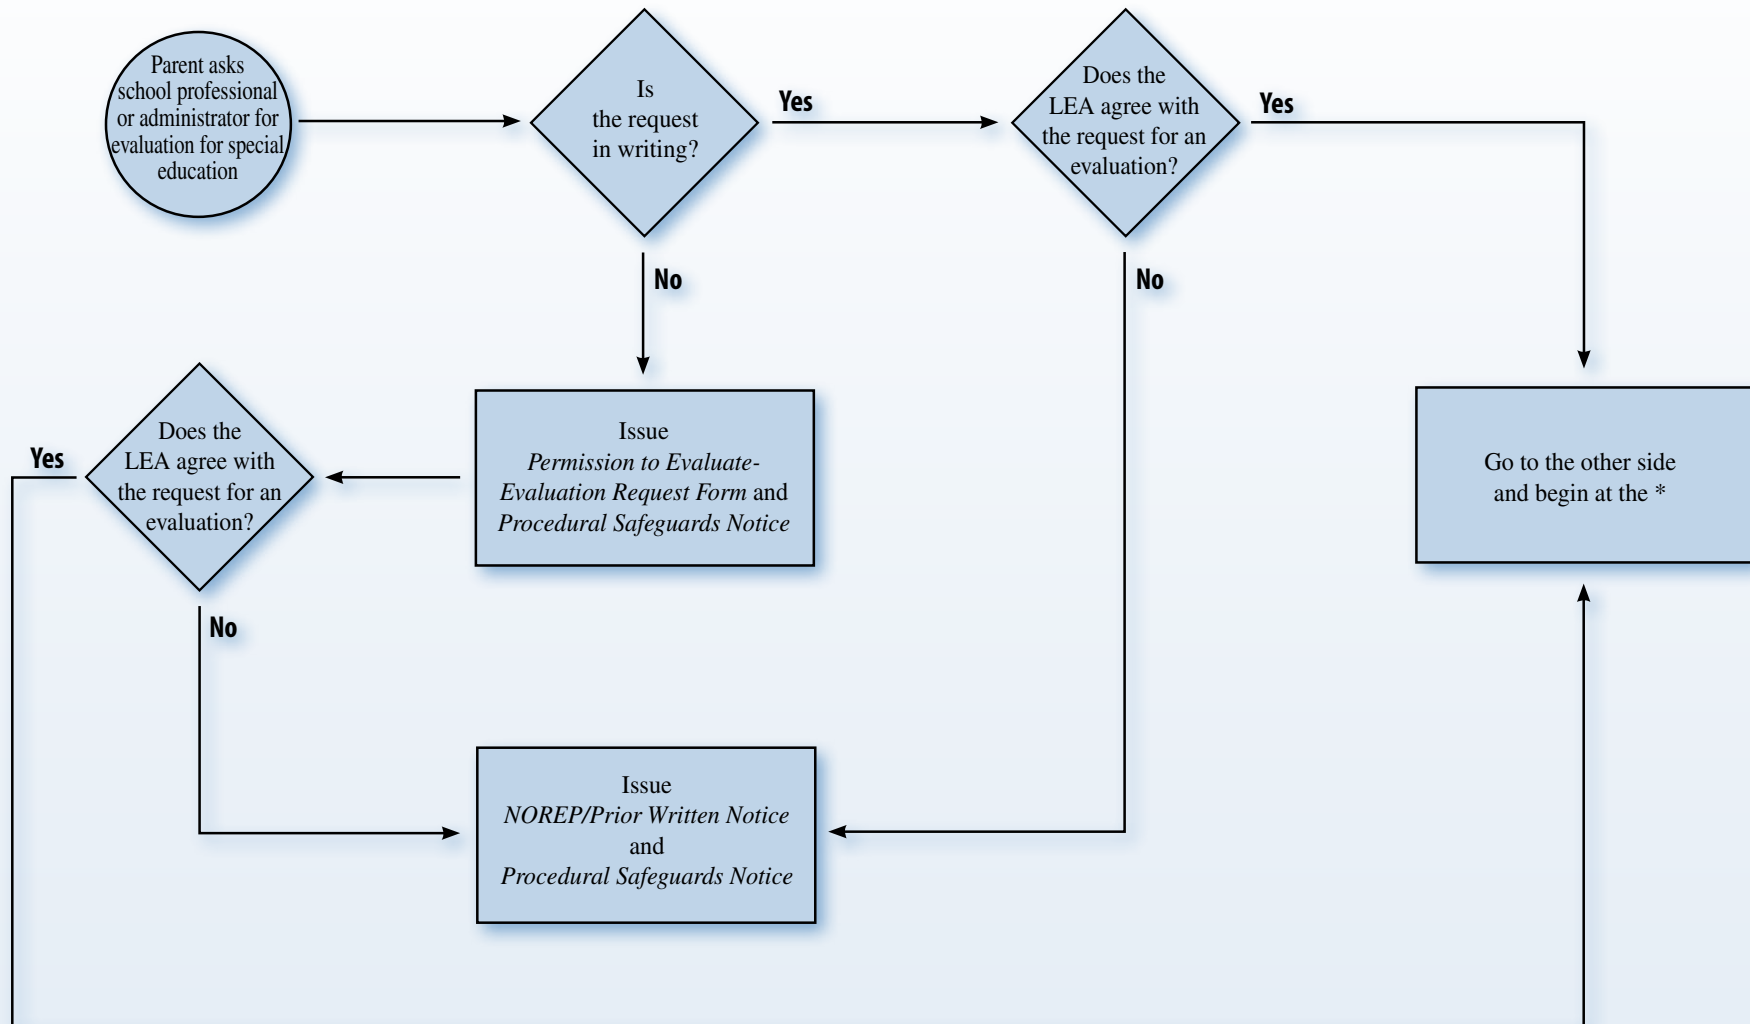 Parent asks
school professional
or administrator for
evaluation for special
education
Is
the request
in writing?
Yes
Does the
LEA agree with
the request for an
evaluation?
Yes
No
No
Issue
Permission to Evaluate-
Evaluation Request Form and
Procedural Safeguards Notice
Does the
LEA agree with
the request for an
evaluation?
Yes
No
Go to the other side
and begin at the *
Issue
NOREP/Prior Written Notice
and
Procedural Safeguards Notice